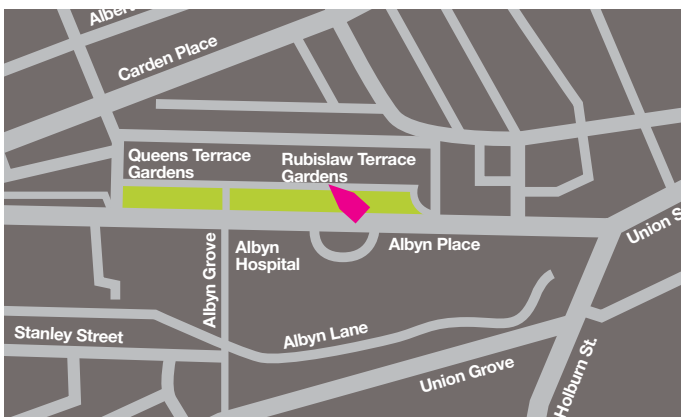 Carden Place
Queens Terrace
Gardens
Rubislaw Terrace
Gardens
Albyn Grove
Albyn
Hospital
Albyn Place
Union S
Stanley Street
Albyn Lane
Union Grove
Holburn St.